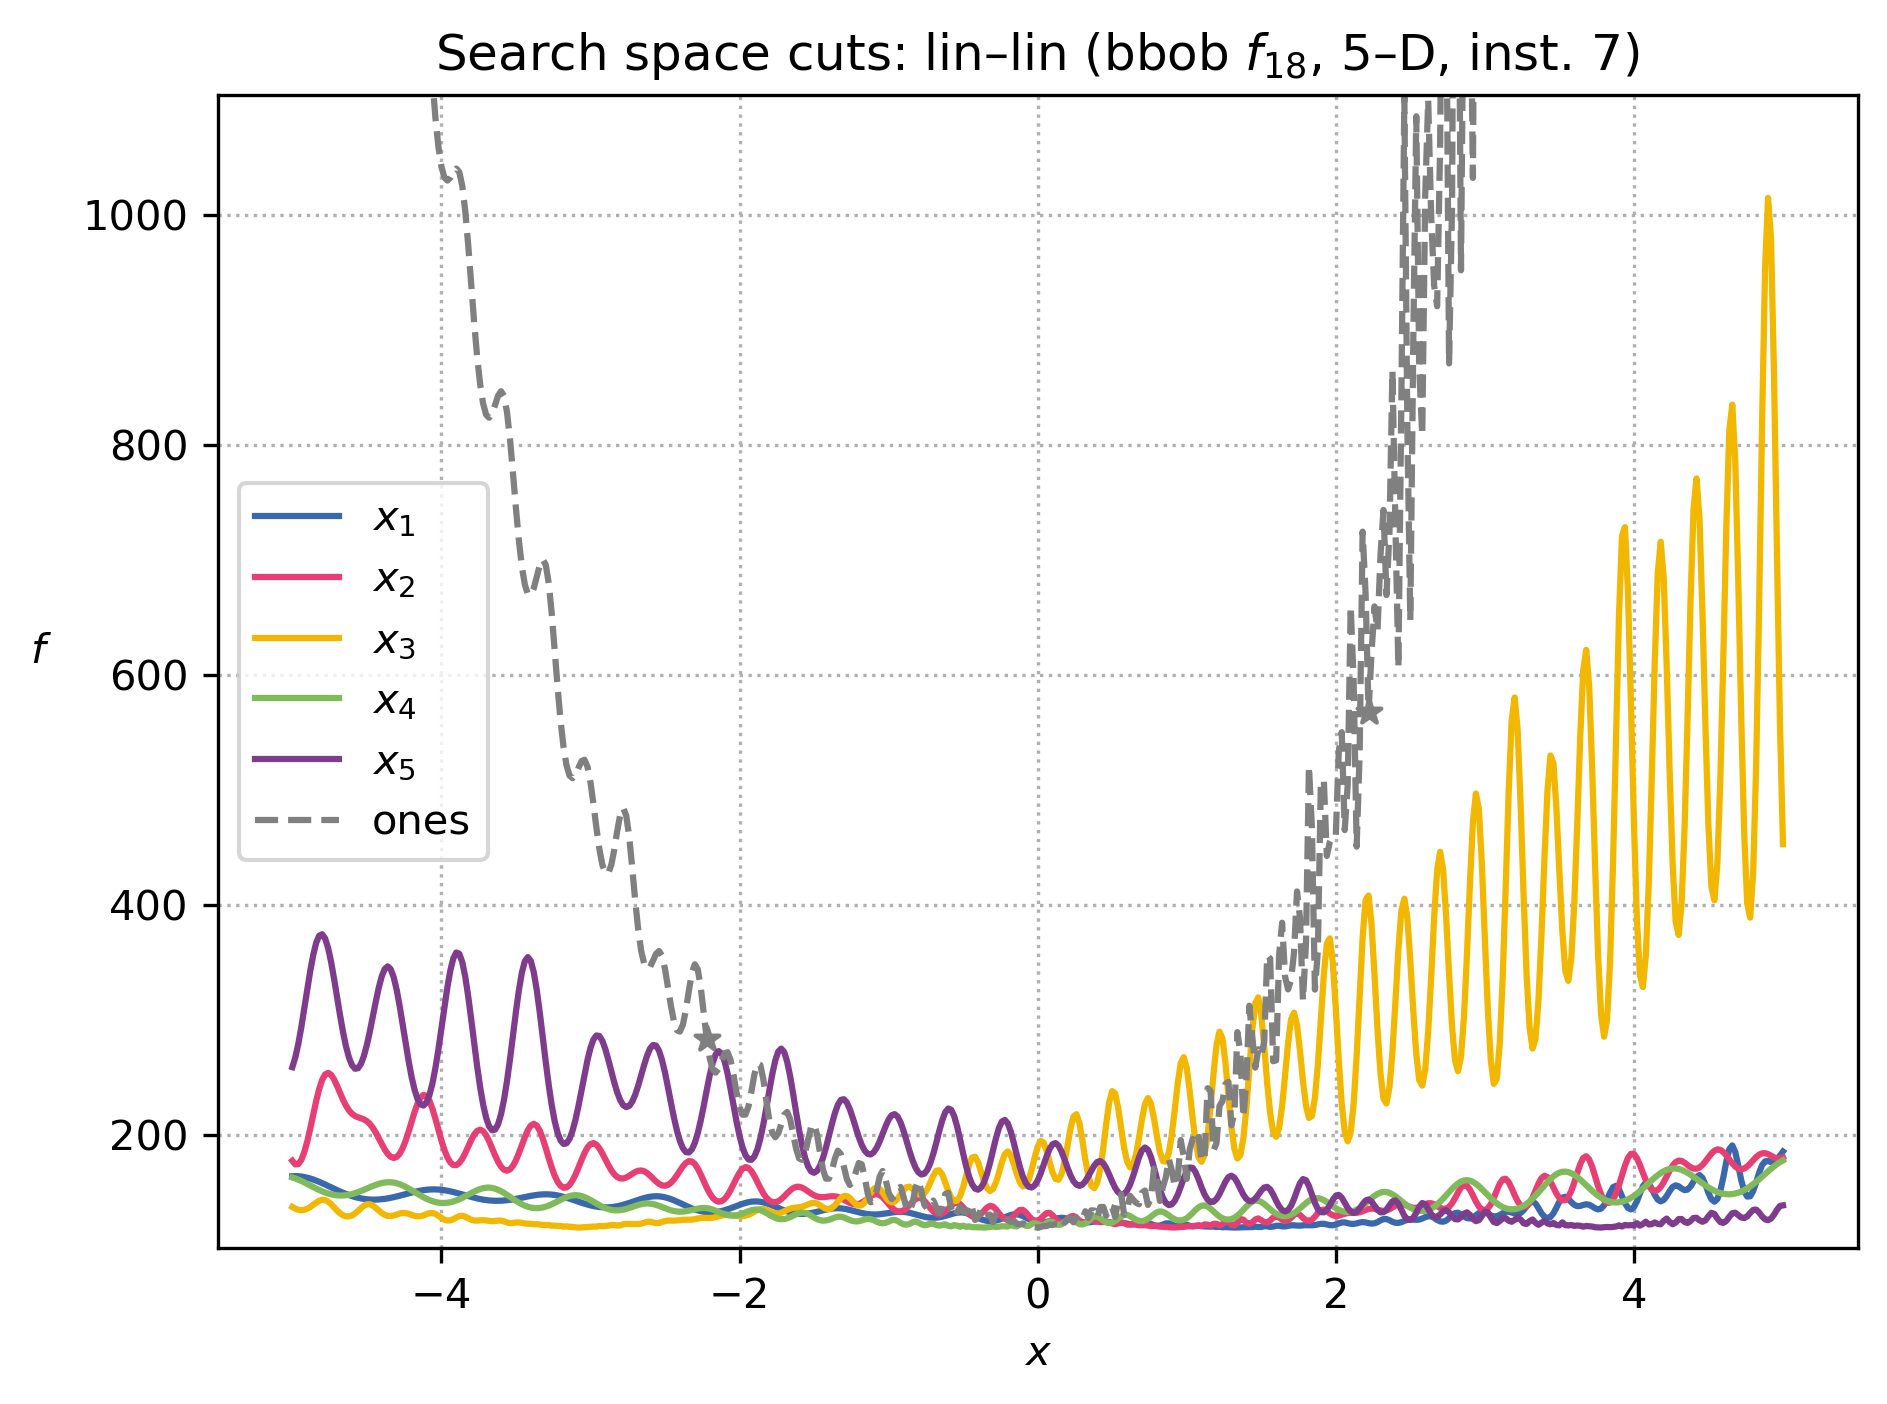 Search space cuts: lin–lin (bbob f₁₈, 5–D, inst. 7)
1000
800
600
400
200
f
x₁
x₂
x₃
x₄
x₅
ones
−4
−2
0
2
4
x